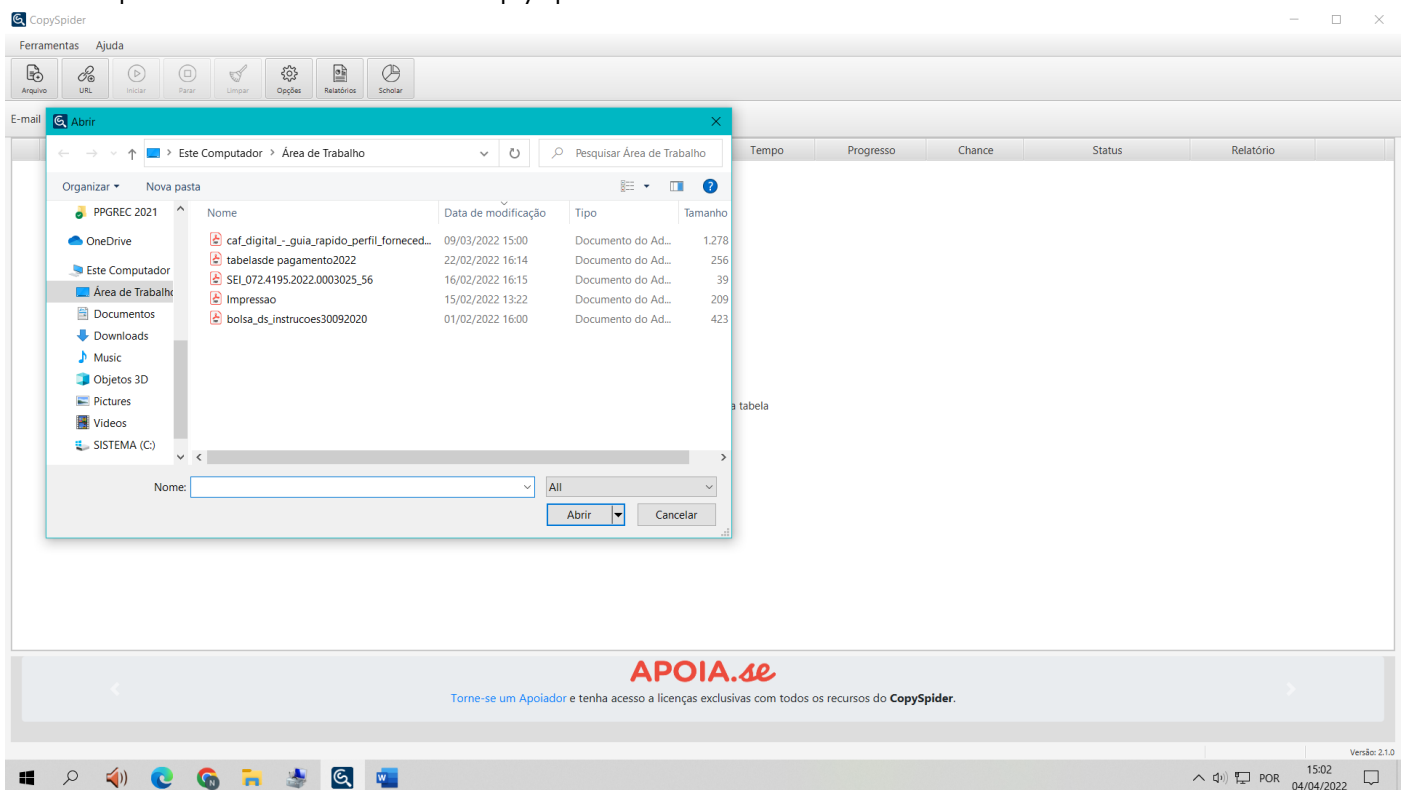 CopySpider
Ferramentas Ajuda
Arquivo URL Iniciar Parar Limpar Opções Relatórios Scholar
E-mail
Abrir
Tempo Progresso Chance Status Relatório
Este Computador > Área de Trabalho
Pesquisar Área de Trabalho
Organizar Nova pasta
PPGREC 2021
OneDrive
Este Computador
Área de Trabalho
Documentos
Downloads
Music
Objetos 3D
Pictures
Videos
SISTEMA (C:)
Nome Data de modificação Tipo Tamanho
caf_digital_-_guia_rapido_perfil_forneced... 09/03/2022 15:00 Documento do Ad... 1.278
tabelasde pagamento2022 22/02/2022 16:14 Documento do Ad... 256
SEI_072.4195.2022.0003025_56 16/02/2022 16:15 Documento do Ad... 39
Impressao 15/02/2022 13:22 Documento do Ad... 209
bolsa_ds_instrucoes30092020 01/02/2022 16:00 Documento do Ad... 423
a tabela
Nome: All
Abrir Cancelar
APOIA.se
Torne-se um Apoiador e tenha acesso a licenças exclusivas com todos os recursos do CopySpider.
Versão: 2.1.0
POR 15:02
04/04/2022